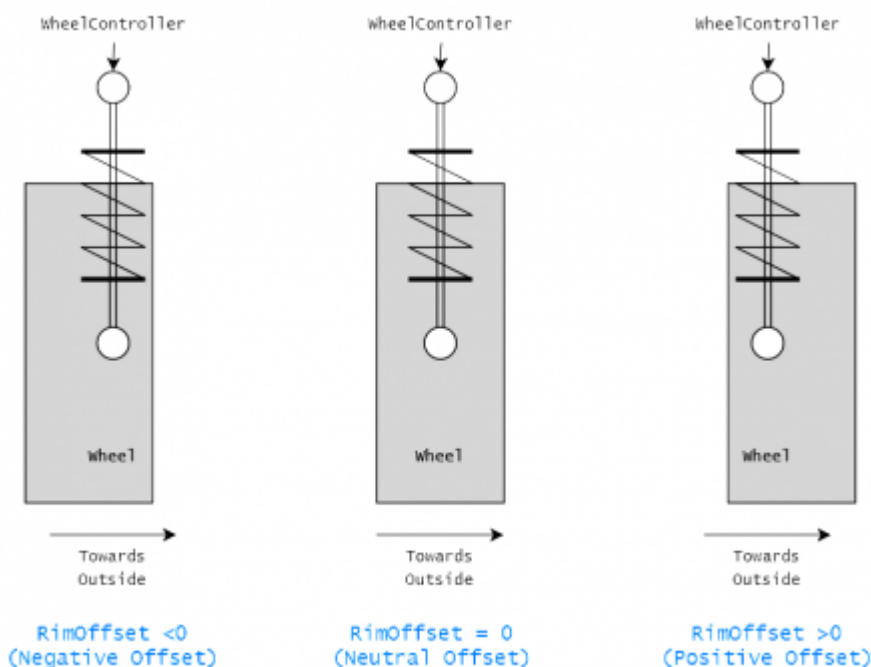 WheelController
WheelController
WheelController
Wheel
Wheel
Wheel
Towards
Outside
Towards
Outside
Towards
Outside
RimOffset <0
(Negative Offset)
RimOffset = 0
(Neutral Offset)
RimOffset >0
(Positive Offset)